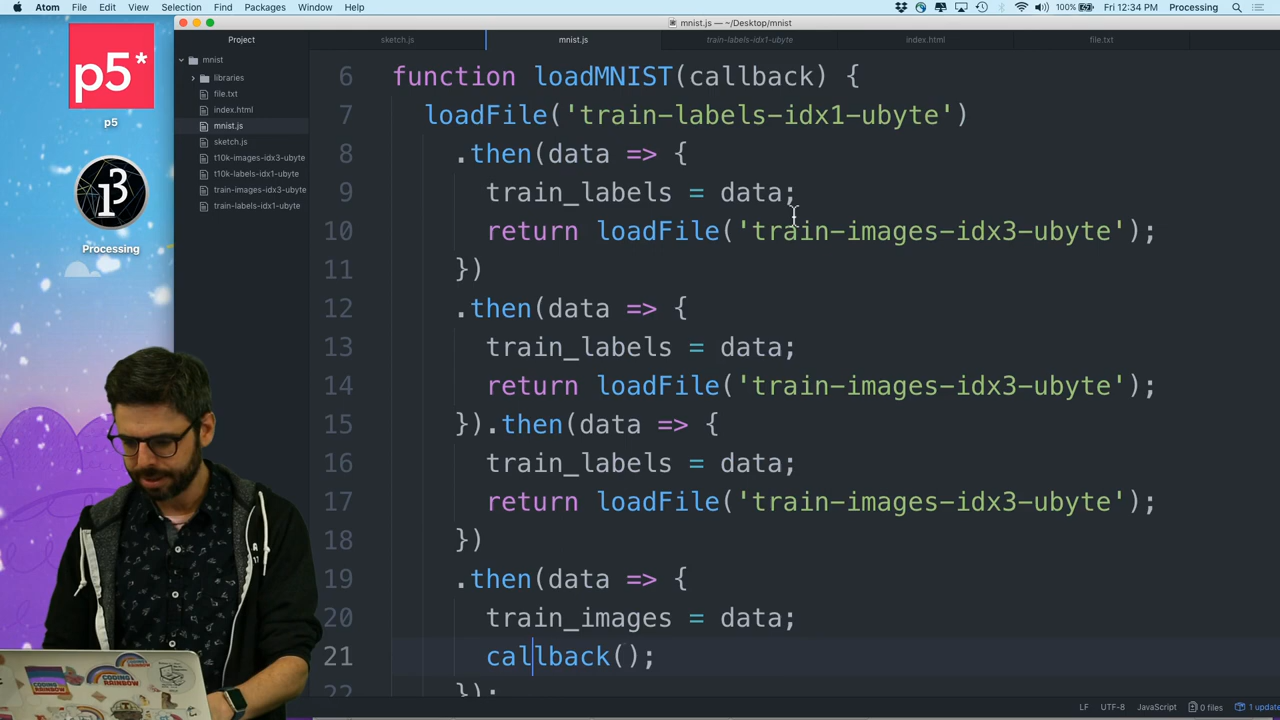 Atom File Edit View Selection Find Packages Window Help
100% Fri 12:34 PM Processing
mnist.js — ~/Desktop/mnist
Project
sketch.js mnist.js train-labels-idx1-ubyte index.html file.txt
mnist
libraries
file.txt
index.html
mnist.js
sketch.js
t10k-images-idx3-ubyte
t10k-labels-idx1-ubyte
train-images-idx3-ubyte
train-labels-idx1-ubyte
p5*
p5
Processing
6 function loadMNIST(callback) {
7 loadFile('train-labels-idx1-ubyte')
8 .then(data => {
9 train_labels = data;
10 return loadFile('train-images-idx3-ubyte');
11 })
12 .then(data => {
13 train_labels = data;
14 return loadFile('train-images-idx3-ubyte');
15 }).then(data => {
16 train_labels = data;
17 return loadFile('train-images-idx3-ubyte');
18 })
19 .then(data => {
20 train_images = data;
21 callback();
22 });
LF UTF-8 JavaScript 0 files 1 update
CODING
RAINBOW